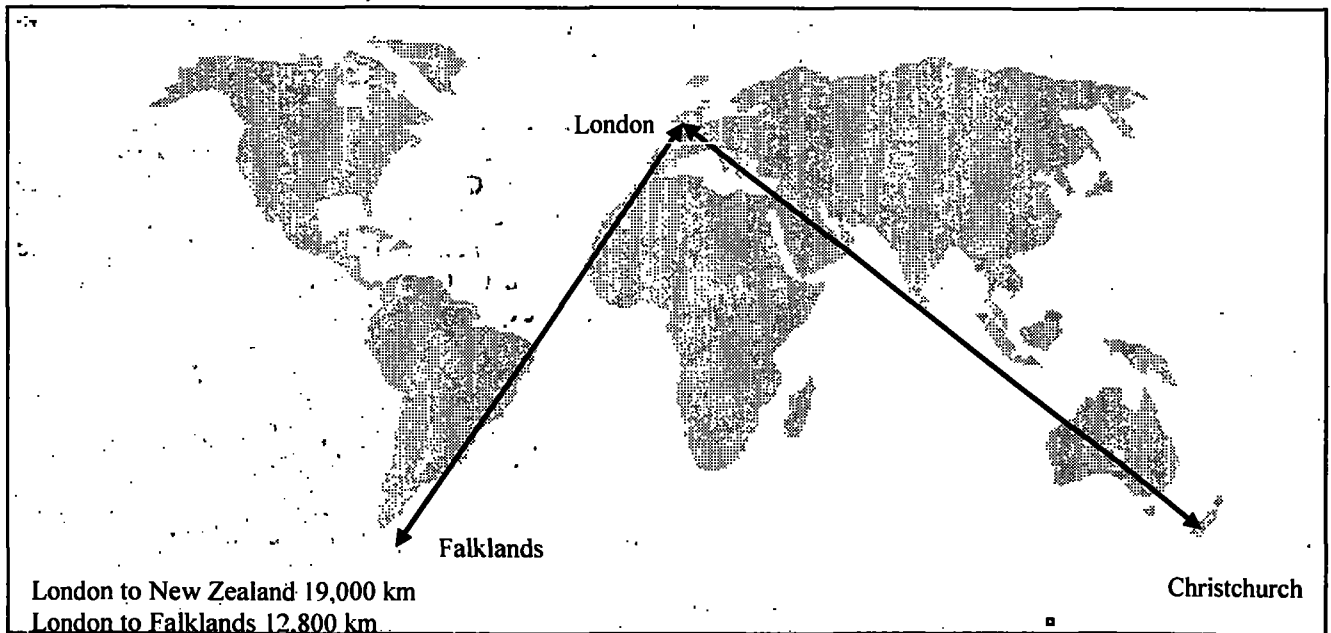 London
Falklands
London to New Zealand 19,000 km
Christchurch
London to Falklands 12,800 km